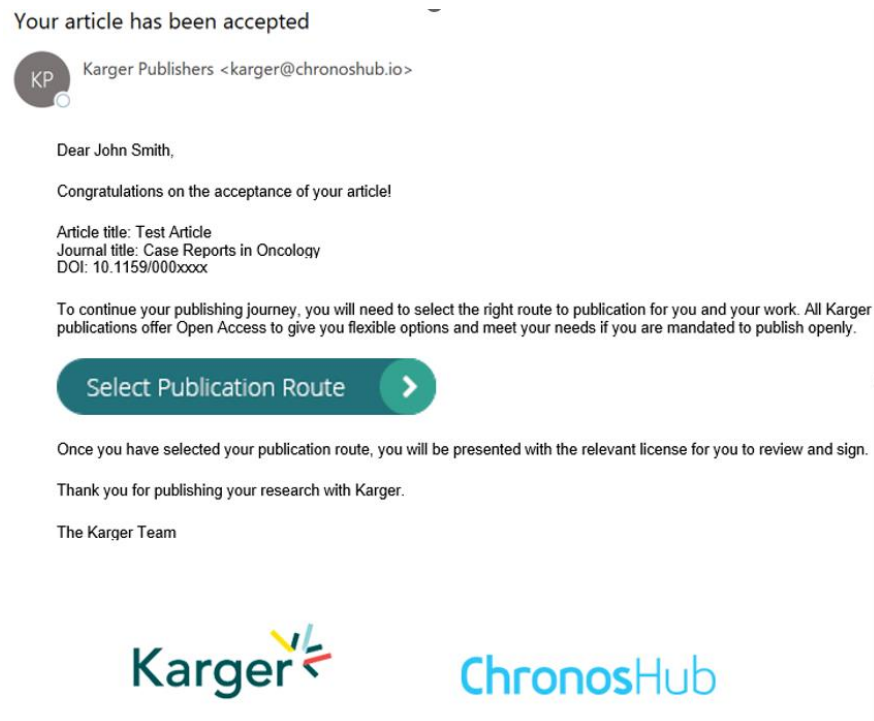 Your article has been accepted
KP
Karger Publishers <karger@chronoshub.io>
Dear John Smith,
Congratulations on the acceptance of your article!
Article title: Test Article
Journal title: Case Reports in Oncology
DOI: 10.1159/000xxxx
To continue your publishing journey, you will need to select the right route to publication for you and your work. All Karger
publications offer Open Access to give you flexible options and meet your needs if you are mandated to publish openly.
Select Publication Route
Once you have selected your publication route, you will be presented with the relevant license for you to review and sign.
Thank you for publishing your research with Karger.
The Karger Team
Karger
ChronosHub